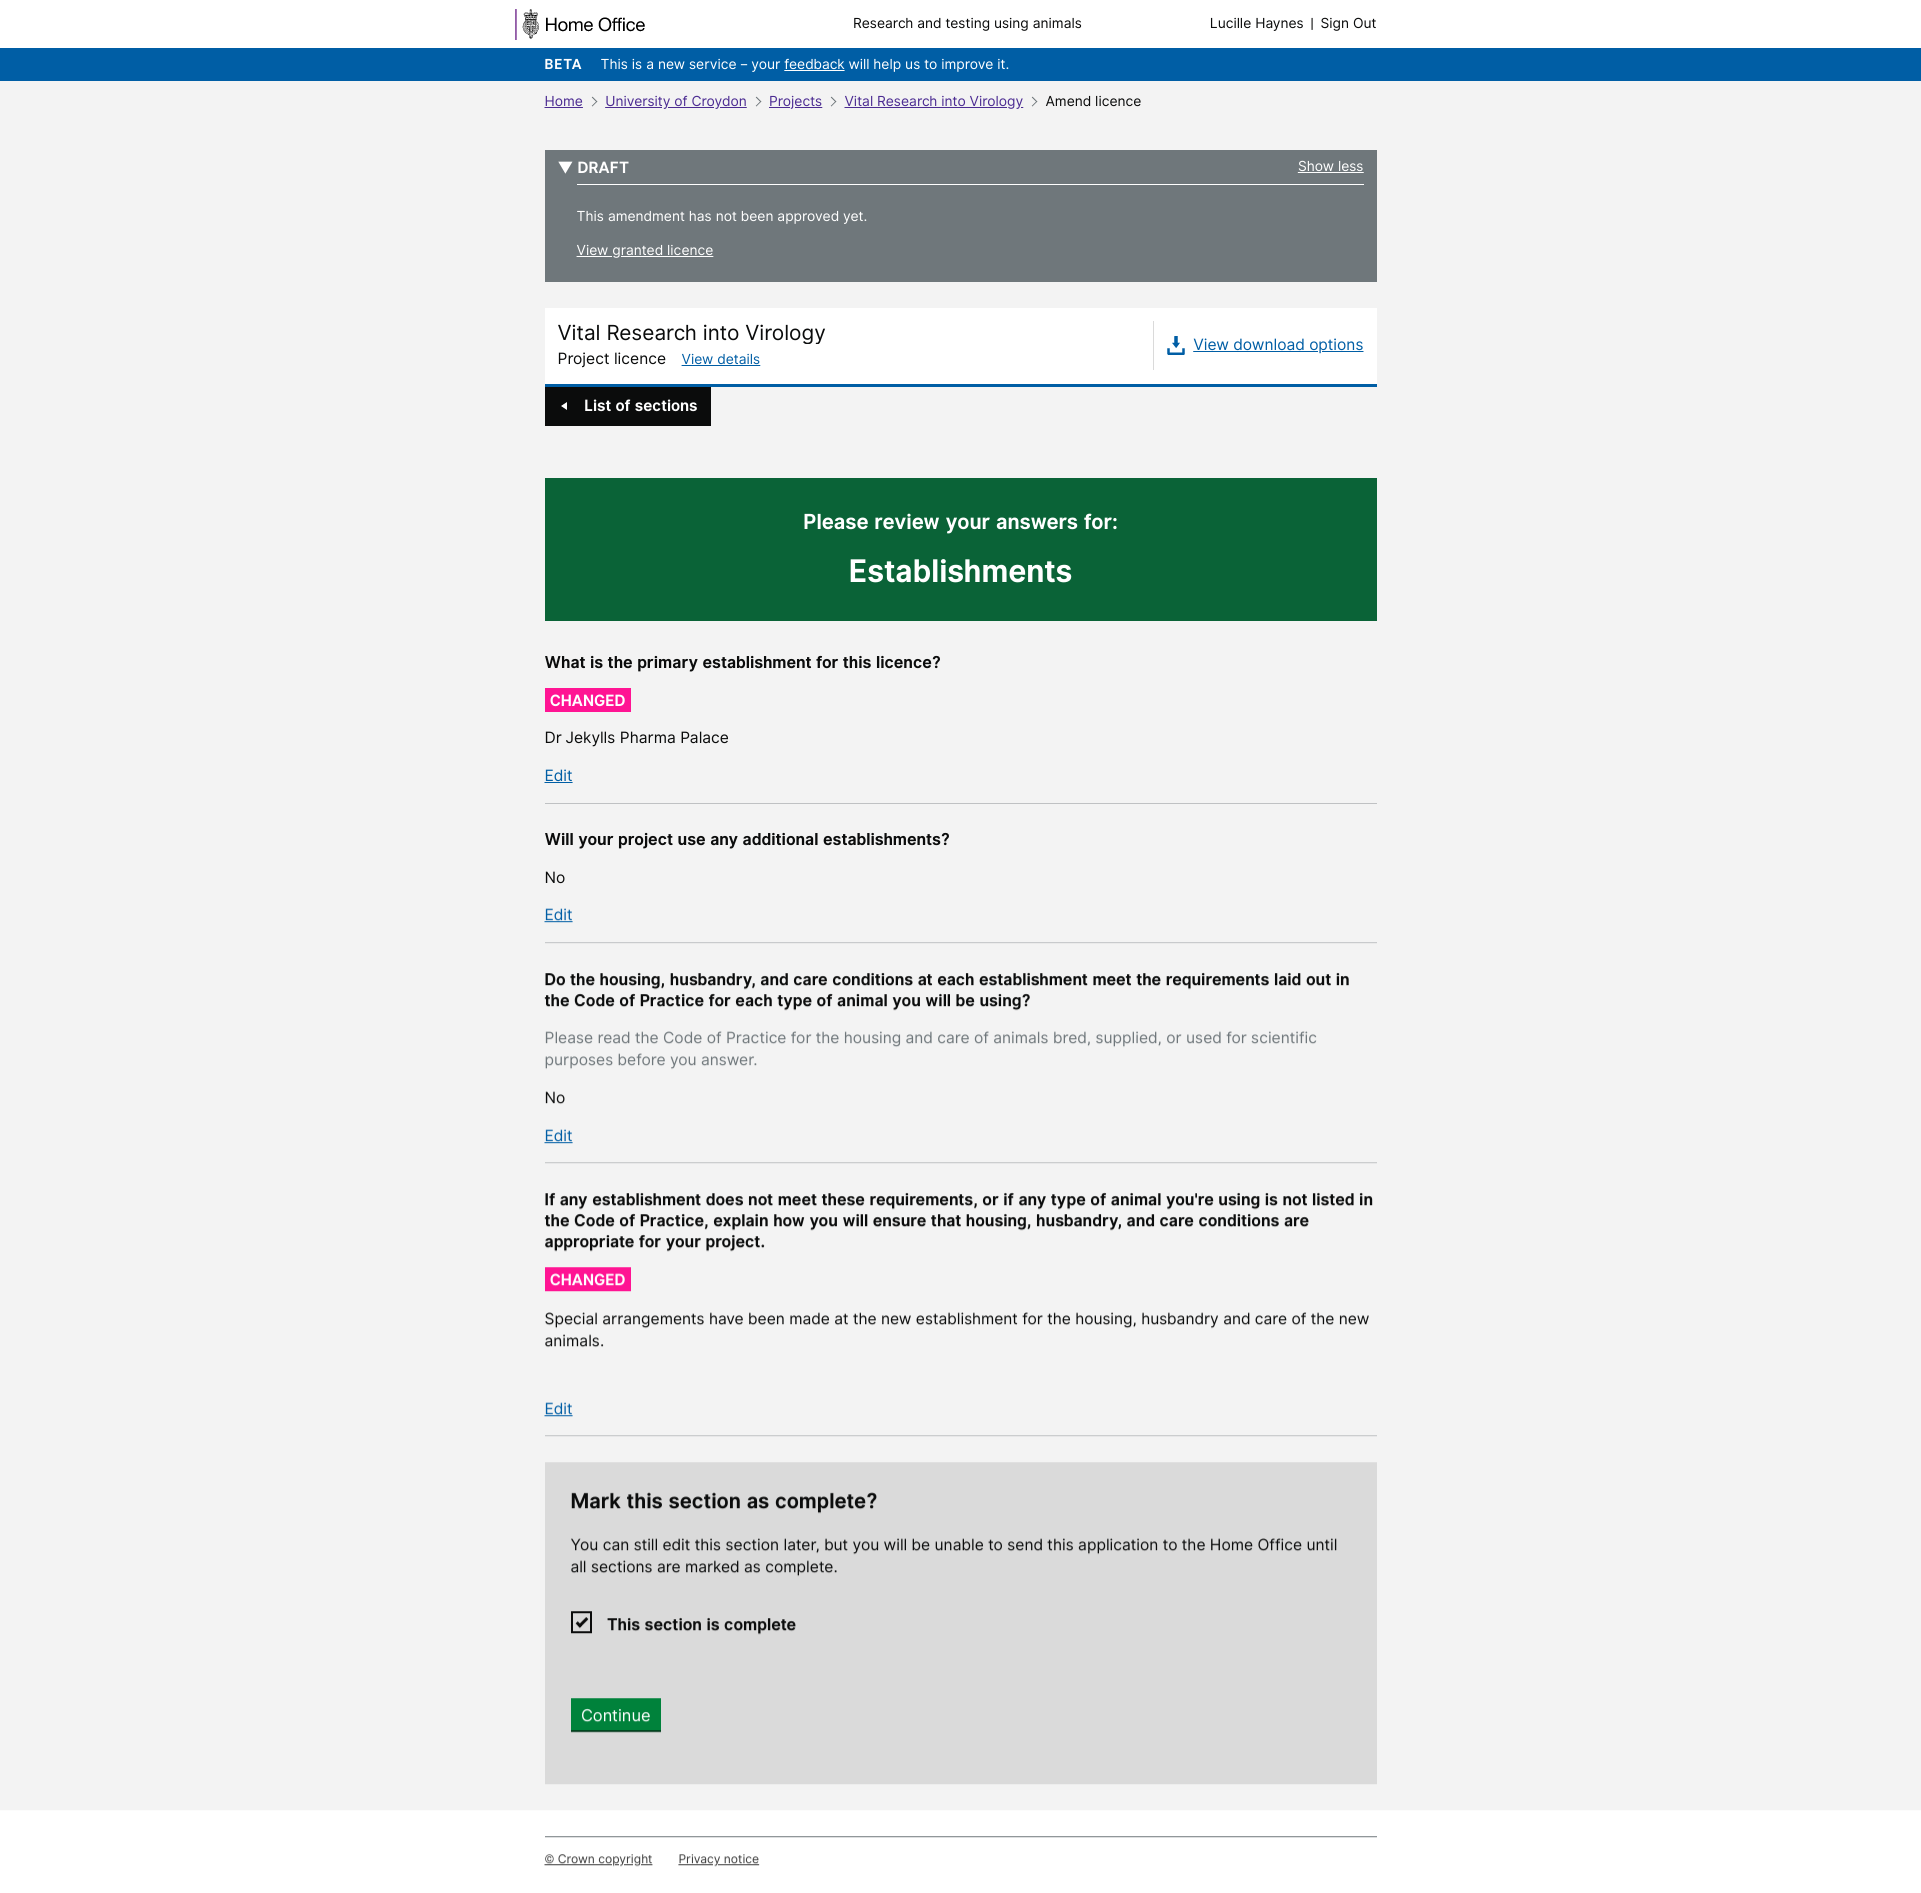 Home Office
Research and testing using animals
Lucille Haynes | Sign Out
BETA This is a new service – your feedback will help us to improve it.
Home > University of Croydon > Projects > Vital Research into Virology > Amend licence
▼ DRAFT
Show less
This amendment has not been approved yet.
View granted licence
Vital Research into Virology
Project licence View details
View download options
List of sections
Please review your answers for:
Establishments
What is the primary establishment for this licence?
CHANGED
Dr Jekylls Pharma Palace
Edit
Will your project use any additional establishments?
No
Edit
Do the housing, husbandry, and care conditions at each establishment meet the requirements laid out in
the Code of Practice for each type of animal you will be using?
Please read the Code of Practice for the housing and care of animals bred, supplied, or used for scientific
purposes before you answer.
No
Edit
If any establishment does not meet these requirements, or if any type of animal you're using is not listed in
the Code of Practice, explain how you will ensure that housing, husbandry, and care conditions are
appropriate for your project.
CHANGED
Special arrangements have been made at the new establishment for the housing, husbandry and care of the new
animals.
Edit
Mark this section as complete?
You can still edit this section later, but you will be unable to send this application to the Home Office until
all sections are marked as complete.
This section is complete
Continue
© Crown copyright
Privacy notice